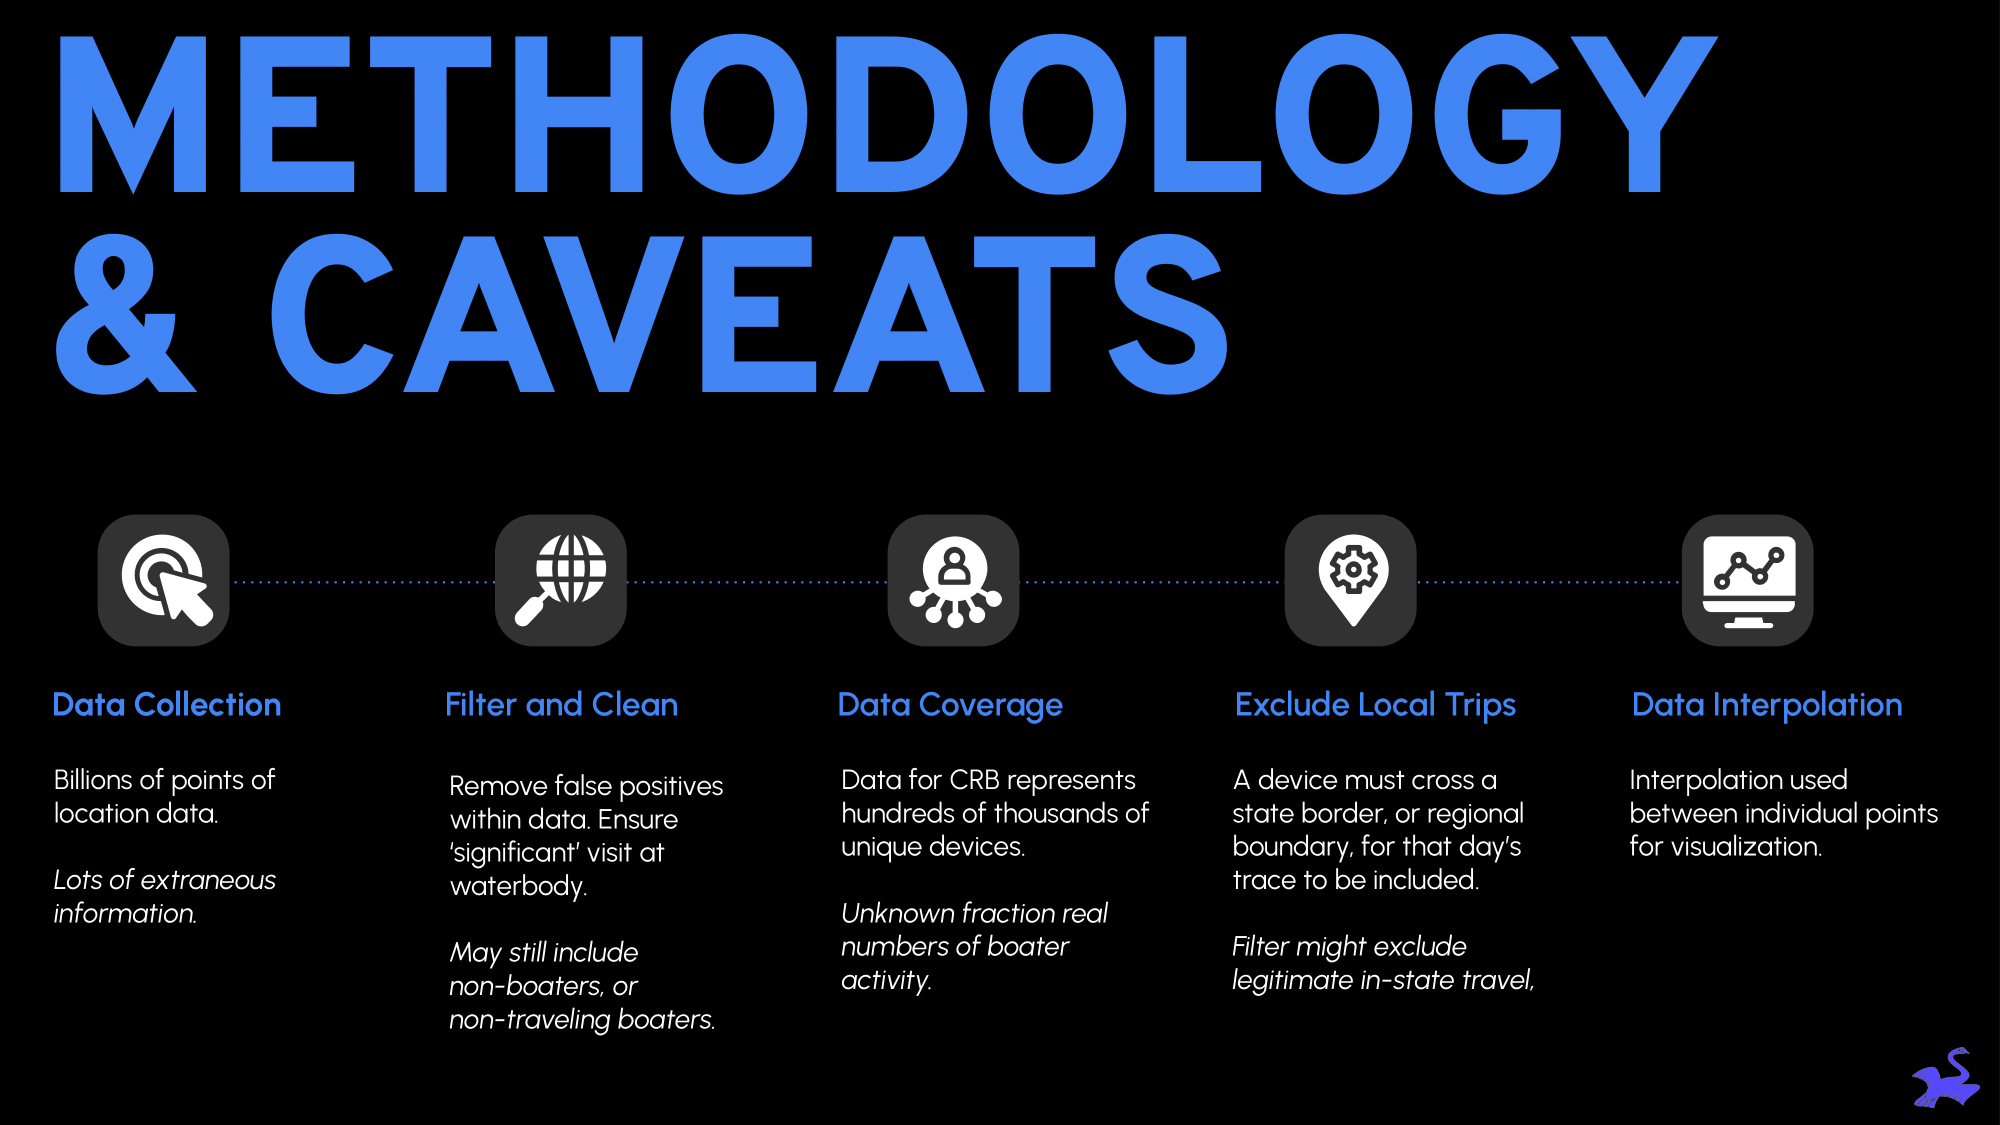 METHODOLOGY
& CAVEATS
Data Collection
Billions of points of
location data.
Lots of extraneous
information.
Filter and Clean
Remove false positives
within data. Ensure
‘significant’ visit at
waterbody.
May still include
non-boaters, or
non-traveling boaters.
Data Coverage
Data for CRB represents
hundreds of thousands of
unique devices.
Unknown fraction real
numbers of boater
activity.
Exclude Local Trips
A device must cross a
state border, or regional
boundary, for that day’s
trace to be included.
Filter might exclude
legitimate in-state travel,
Data Interpolation
Interpolation used
between individual points
for visualization.